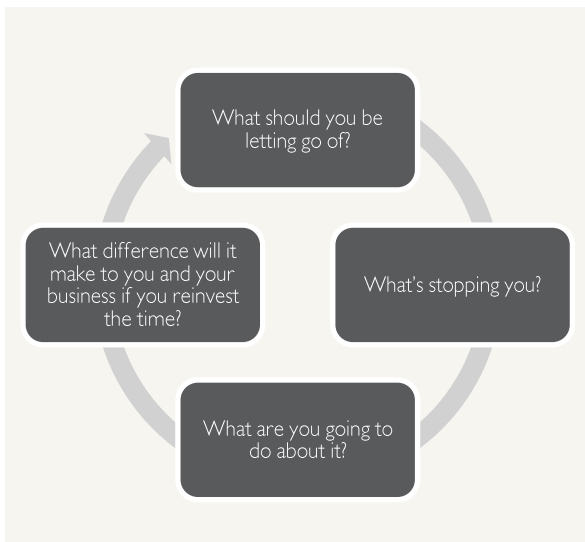 What should you be
letting go of?
What's stopping you?
What are you going to
do about it?
What difference will it
make to you and your
business if you reinvest
the time?